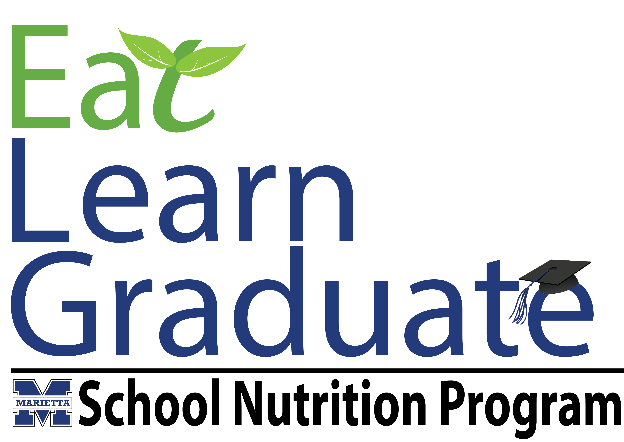 Eat
Learn
Graduate
M MARIETTA School Nutrition Program